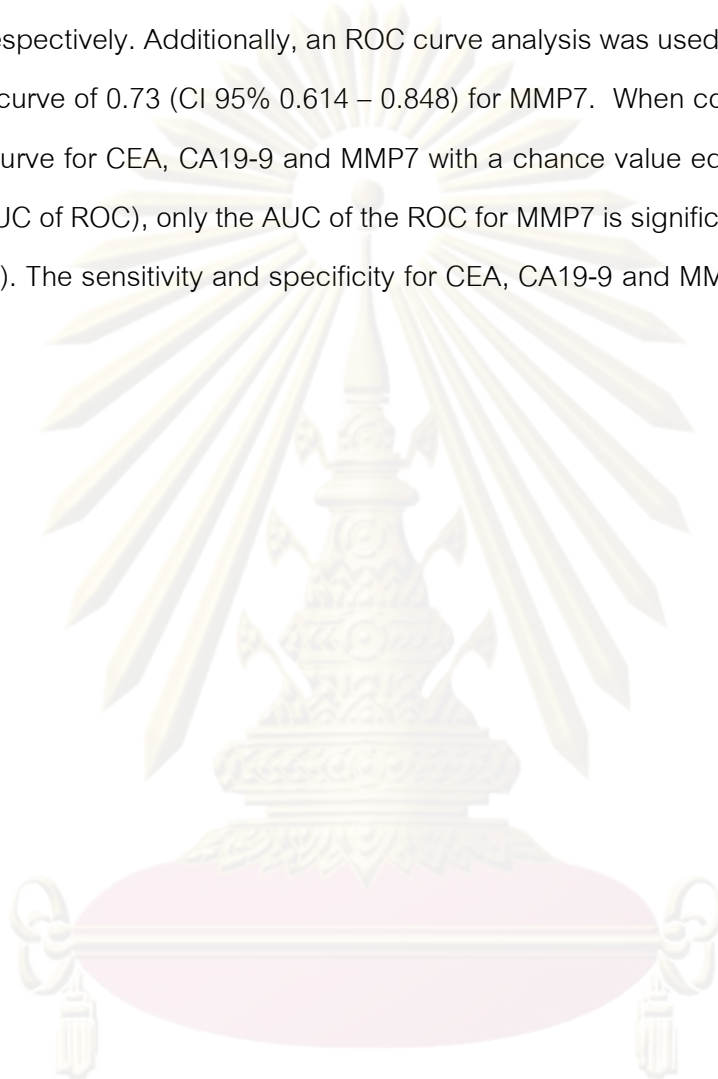 espectively. Additionally, an ROC curve analysis was used
curve of 0.73 (CI 95% 0.614 – 0.848) for MMP7. When co
urve for CEA, CA19-9 and MMP7 with a chance value eq
UC of ROC), only the AUC of the ROC for MMP7 is signific
). The sensitivity and specificity for CEA, CA19-9 and MM